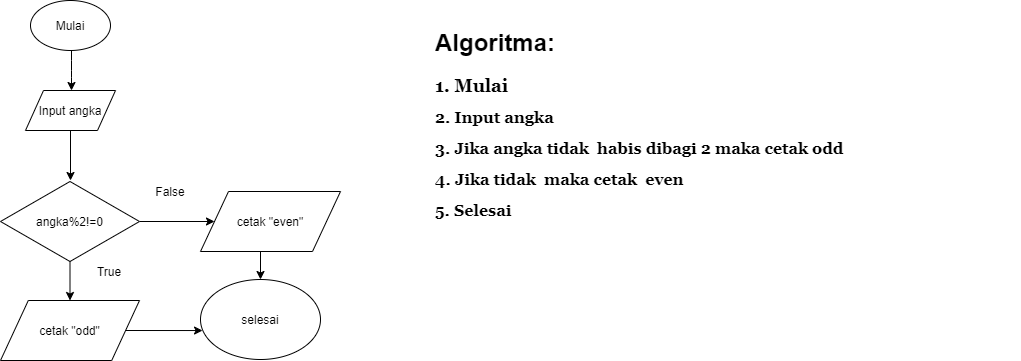 Mulai
Input angka
angka%2!=0
False
cetak "even"
True
cetak "odd"
selesai
Algoritma:
1. Mulai
2. Input angka
3. Jika angka tidak  habis dibagi 2 maka cetak odd
4. Jika tidak  maka cetak  even
5. Selesai